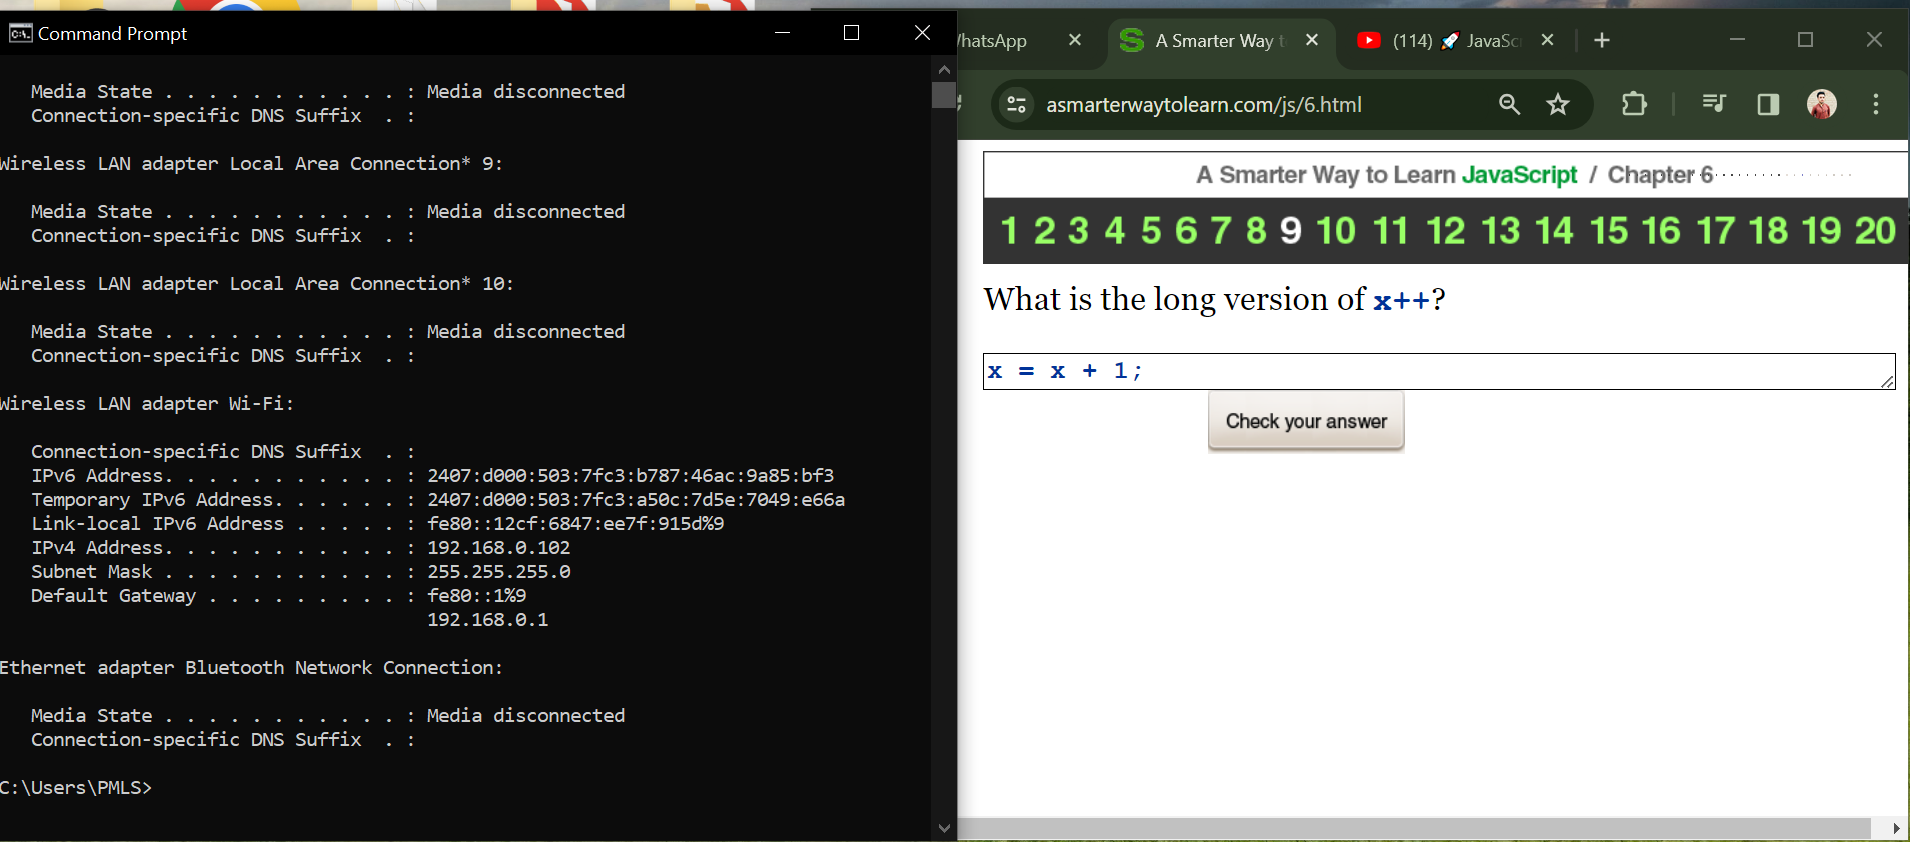 Command Prompt
Media State . . . . . . . . . . . : Media disconnected
Connection-specific DNS Suffix  . :
Wireless LAN adapter Local Area Connection* 9:
Media State . . . . . . . . . . . : Media disconnected
Connection-specific DNS Suffix  . :
Wireless LAN adapter Local Area Connection* 10:
Media State . . . . . . . . . . . : Media disconnected
Connection-specific DNS Suffix  . :
Wireless LAN adapter Wi-Fi:
Connection-specific DNS Suffix  . :
IPv6 Address. . . . . . . . . . . : 2407:d000:503:7fc3:b787:46ac:9a85:bf3
Temporary IPv6 Address. . . . . . : 2407:d000:503:7fc3:a50c:7d5e:7049:e66a
Link-local IPv6 Address . . . . . : fe80::12cf:6847:ee7f:915d%9
IPv4 Address. . . . . . . . . . . : 192.168.0.102
Subnet Mask . . . . . . . . . . . : 255.255.255.0
Default Gateway . . . . . . . . . : fe80::1%9
192.168.0.1
Ethernet adapter Bluetooth Network Connection:
Media State . . . . . . . . . . . : Media disconnected
Connection-specific DNS Suffix  . :
C:\Users\PMLS>
hatsApp
A Smarter Way t
(114) 🚀 JavaSc
asmarterwaytolearn.com/js/6.html
A Smarter Way to Learn JavaScript / Chapter 6
1 2 3 4 5 6 7 8 9 10 11 12 13 14 15 16 17 18 19 20
What is the long version of x++?
x = x + 1;
Check your answer